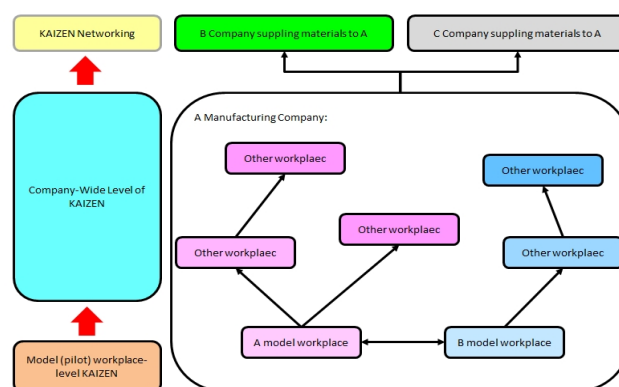 KAIZEN Networking
B Company suppling materials to A
C Company suppling materials to A
Company-Wide Level of
KAIZEN
A Manufacturing Company:
Other workplaec
Other workplaec
Other workplaec
Other workplaec
Other workplaec
Model (pilot) workplace-
level KAIZEN
A model workplace
B model workplace